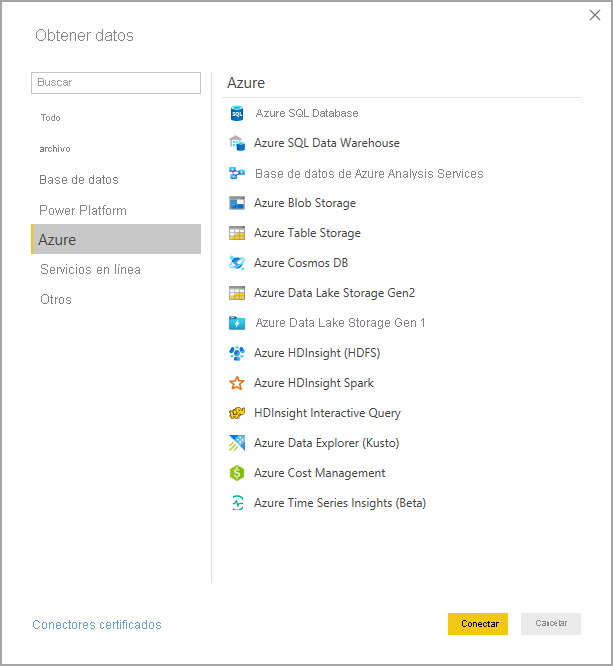 Obtener datos
Buscar
Todo
archivo
Base de datos
Power Platform
Azure
Servicios en línea
Otros
Azure
Azure SQL Database
Azure SQL Data Warehouse
Base de datos de Azure Analysis Services
Azure Blob Storage
Azure Table Storage
Azure Cosmos DB
Azure Data Lake Storage Gen2
Azure Data Lake Storage Gen 1
Azure HDInsight (HDFS)
Azure HDInsight Spark
HDInsight Interactive Query
Azure Data Explorer (Kusto)
Azure Cost Management
Azure Time Series Insights (Beta)
Conectores certificados
Conectar
Cancelar